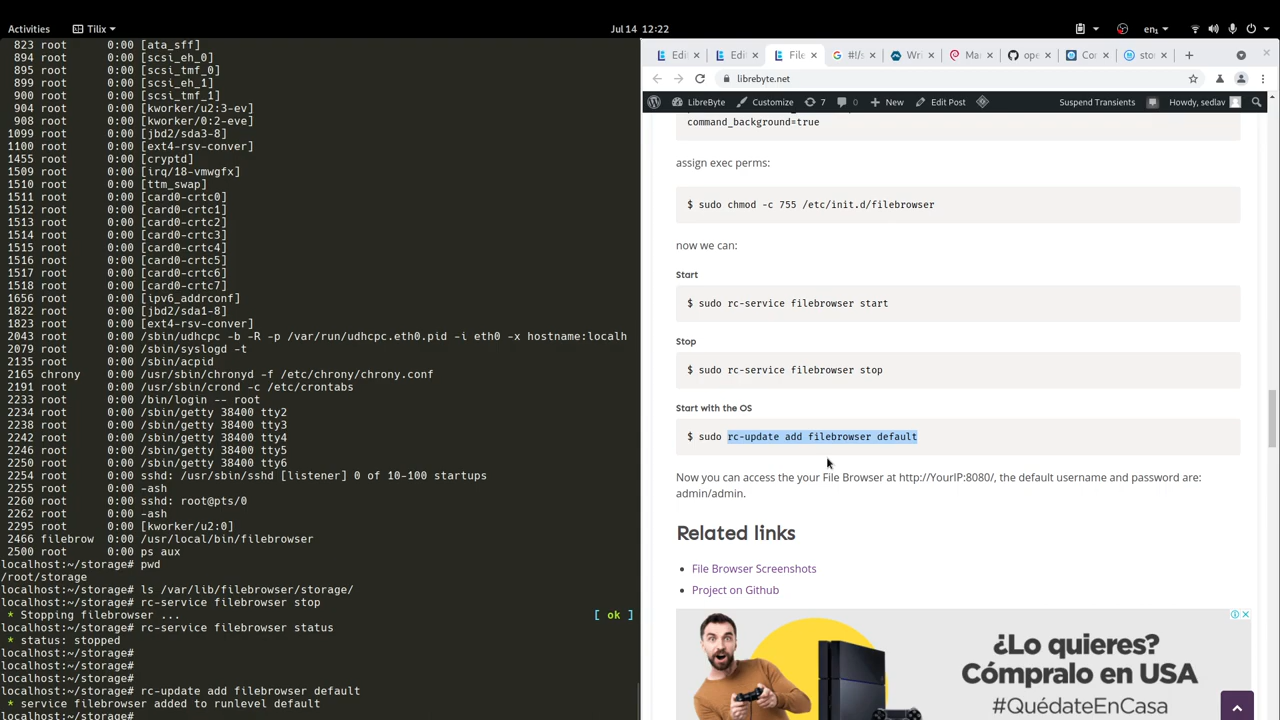 Activities
Tilix
Jul 14 12:22
en₁
823 root 0:00 [ata_sff]
894 root 0:00 [scsi_eh_0]
895 root 0:00 [scsi_tmf_0]
899 root 0:00 [scsi_eh_1]
900 root 0:00 [scsi_tmf_1]
904 root 0:00 [kworker/u2:3-ev]
908 root 0:00 [kworker/0:2-eve]
1099 root 0:00 [jbd2/sda3-8]
1100 root 0:00 [ext4-rsv-conver]
1455 root 0:00 [cryptd]
1509 root 0:00 [irq/18-vmwgfx]
1510 root 0:00 [ttm_swap]
1511 root 0:00 [card0-crtc0]
1512 root 0:00 [card0-crtc1]
1513 root 0:00 [card0-crtc2]
1514 root 0:00 [card0-crtc3]
1515 root 0:00 [card0-crtc4]
1516 root 0:00 [card0-crtc5]
1517 root 0:00 [card0-crtc6]
1518 root 0:00 [card0-crtc7]
1656 root 0:00 [ipv6_addrconf]
1822 root 0:00 [jbd2/sda1-8]
1823 root 0:00 [ext4-rsv-conver]
2043 root 0:00 /sbin/udhcpc -b -R -p /var/run/udhcpc.eth0.pid -i eth0 -x hostname:localh
2079 root 0:00 /sbin/syslogd -t
2135 root 0:00 /sbin/acpid
2165 chrony 0:00 /usr/sbin/chronyd -f /etc/chrony/chrony.conf
2191 root 0:00 /usr/sbin/crond -c /etc/crontabs
2233 root 0:00 /bin/login -- root
2234 root 0:00 /sbin/getty 38400 tty2
2238 root 0:00 /sbin/getty 38400 tty3
2242 root 0:00 /sbin/getty 38400 tty4
2246 root 0:00 /sbin/getty 38400 tty5
2250 root 0:00 /sbin/getty 38400 tty6
2254 root 0:00 sshd: /usr/sbin/sshd [listener] 0 of 10-100 startups
2255 root 0:00 -ash
2260 root 0:00 sshd: root@pts/0
2262 root 0:00 -ash
2295 root 0:00 [kworker/u2:0]
2466 filebrow 0:00 /usr/local/bin/filebrowser
2500 root 0:00 ps aux
localhost:~/storage# pwd
/root/storage
localhost:~/storage# ls /var/lib/filebrowser/storage/
localhost:~/storage# rc-service filebrowser stop
* Stopping filebrowser ... [ ok ]
localhost:~/storage# rc-service filebrowser status
* status: stopped
localhost:~/storage#
localhost:~/storage#
localhost:~/storage#
localhost:~/storage# rc-update add filebrowser default
* service filebrowser added to runlevel default
localhost:~/storage#
Edi
Edi
File
#!/s
Wri
Man
ope
Con
sto
librebyte.net
LibreByte
Customize
7
0
New
Edit Post
Suspend Transients
Howdy, sedlav
command_background=true
assign exec perms:
$ sudo chmod -c 755 /etc/init.d/filebrowser
now we can:
Start
$ sudo rc-service filebrowser start
Stop
$ sudo rc-service filebrowser stop
Start with the OS
$ sudo rc-update add filebrowser default
Now you can access the your File Browser at http://YourIP:8080/, the default username and password are:
admin/admin.
Related links
File Browser Screenshots
Project on Github
¿Lo quieres?
Cómpralo en USA
#QuédateEnCasa